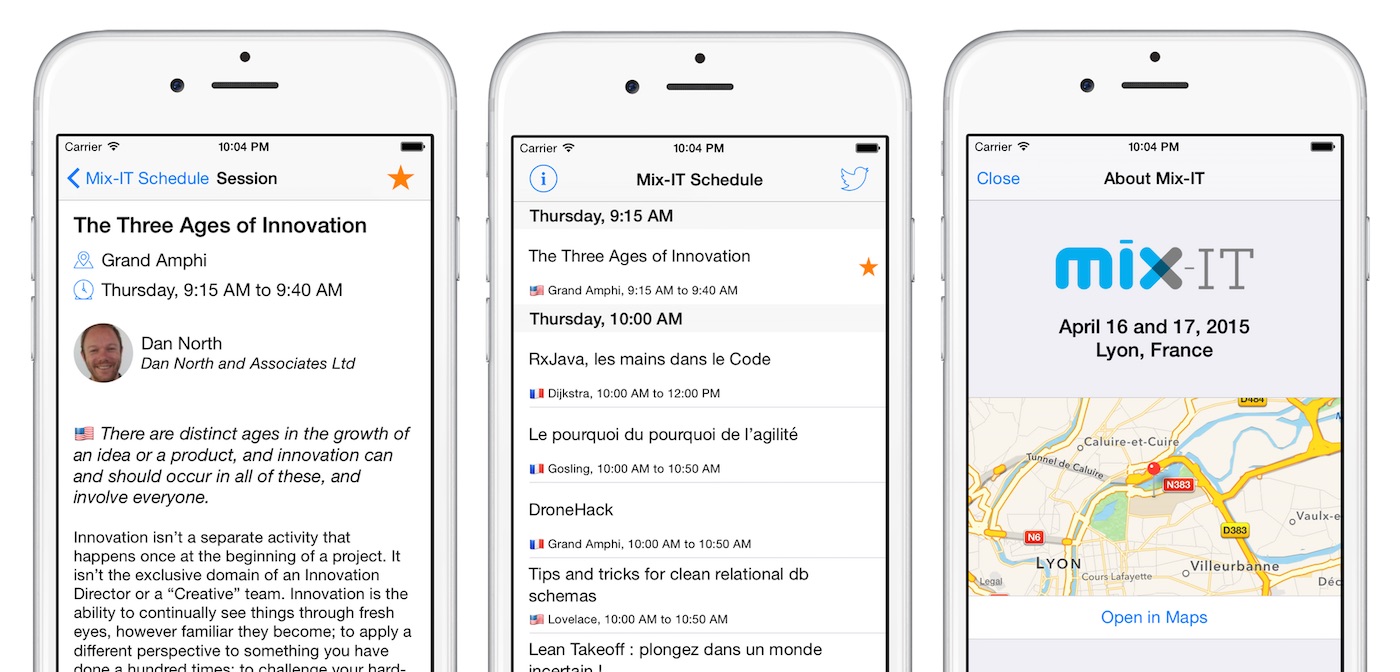 Carrier
10:04 PM
Mix-IT Schedule
Session
The Three Ages of Innovation
Grand Amphi
Thursday, 9:15 AM to 9:40 AM
Dan North
Dan North and Associates Ltd
There are distinct ages in the growth of
an idea or a product, and innovation can
and should occur in all of these, and
involve everyone.
Innovation isn’t a separate activity that
happens once at the beginning of a project. It
isn’t the exclusive domain of an Innovation
Director or a “Creative” team. Innovation is the
ability to continually see things through fresh
eyes, however familiar they become; to apply a
different perspective to something you have
done a hundred times; to challenge your hard-
Carrier
10:04 PM
Mix-IT Schedule
Thursday, 9:15 AM
The Three Ages of Innovation
Grand Amphi, 9:15 AM to 9:40 AM
Thursday, 10:00 AM
RxJava, les mains dans le Code
Dijkstra, 10:00 AM to 12:00 PM
Le pourquoi du pourquoi de l’agilité
Gosling, 10:00 AM to 10:50 AM
DroneHack
Grand Amphi, 10:00 AM to 10:50 AM
Tips and tricks for clean relational db
schemas
Lovelace, 10:00 AM to 10:50 AM
Lean Takeoff : plongez dans un monde
incertain !
Carrier
10:04 PM
Close
About Mix-IT
mix-IT
April 16 and 17, 2015
Lyon, France
D484
Caluire-et-Cuire
Tunnel de Caluire
N383
Vaulx-e
D383
N6
LYON
Villeurbanne
Cours Lafayette
Legal
Déc
Open in Maps